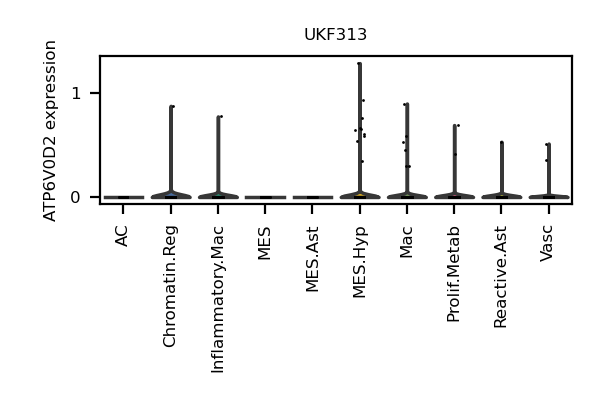 UKF313
ATP6V0D2 expression
1
0
AC
Chromatin.Reg
Inflammatory.Mac
MES
MES.Ast
MES.Hyp
Mac
Prolif.Metab
Reactive.Ast
Vasc